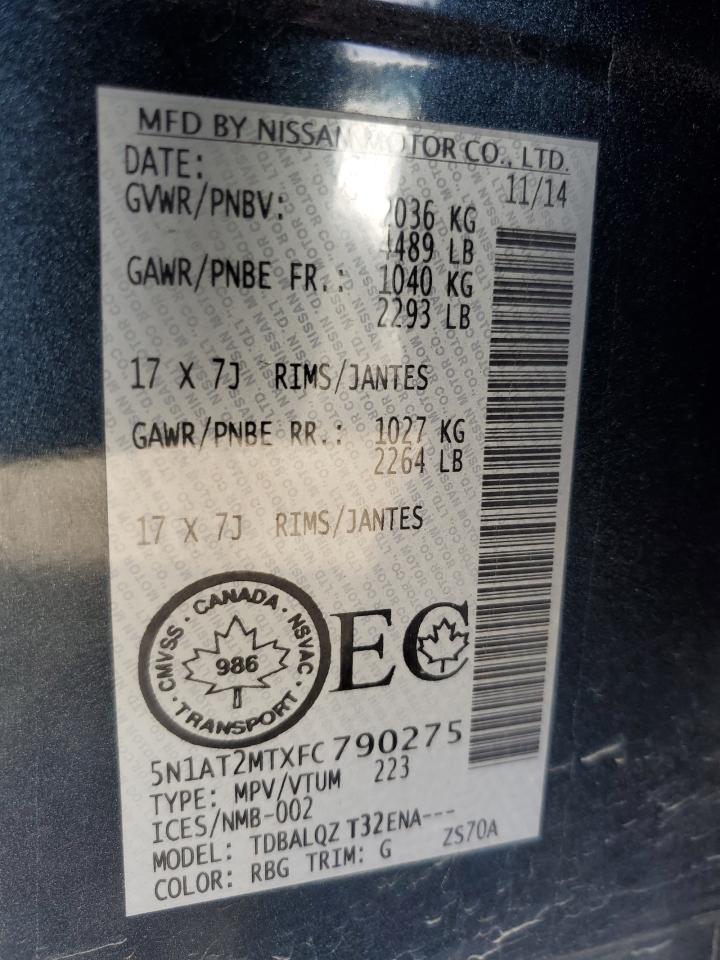 MFD BY NISSAN MOTOR CO., LTD.
DATE: 11/14
GVWR/PNBV: 2036 KG
4489 LB
GAWR/PNBE FR.: 1040 KG
2293 LB
17 X 7J RIMS/JANTES
GAWR/PNBE RR.: 1027 KG
2264 LB
17 X 7J RIMS/JANTES
CMVSS · CANADA · NSVAC · TRANSPORT ·
986
EC
5N1AT2MTXFC790275
TYPE: MPV/VTUM 223
ICES/NMB-002
MODEL: TDBALQZ T32ENA---
COLOR: RBG TRIM: G ZS70A